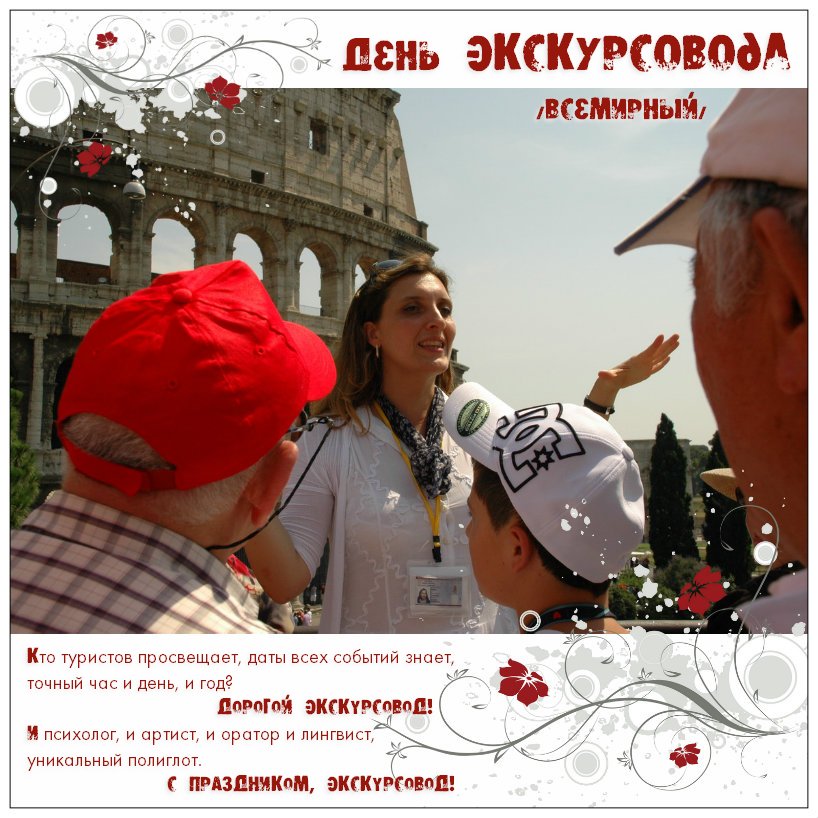 День ЭКСКУРСОВОДА
/ВСЕМИРНЫЙ/
Кто туристов просвещает, даты всех событий знает,
точный час и день, и год?
ДОРОГОЙ ЭКСКУРСОВОД!
И психолог, и артист, и оратор и лингвист,
уникальный полиглот.
С ПРАЗДНИКОМ, ЭКСКУРСОВОД!